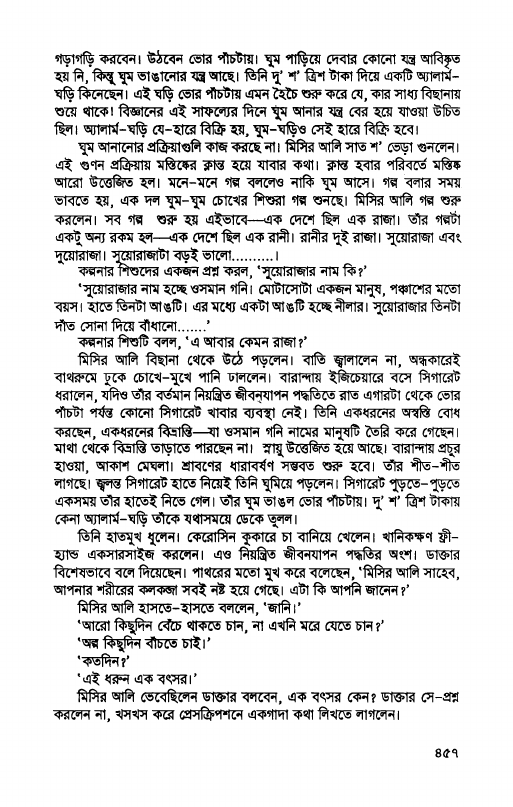 গড়াগড়ি করবেন। উঠবেন ভোর পাঁচটায়। ঘুম পাড়িয়ে দেবার কোনো যন্ত্র আবিষ্কৃত
হয় নি, কিন্তু ঘুম ভাঙানোর যন্ত্র আছে। তিনি দু' শ' ত্রিশ টাকা দিয়ে একটি অ্যালার্ম-
ঘড়ি কিনেছেন। এই ঘড়ি ভোর পাঁচটায় এমন হৈচৈ শুরু করে যে, কার সাধ্য বিছানায়
শুয়ে থাকে! বিজ্ঞানের এই সাফল্যের দিনে ঘুম আনার যন্ত্র বের হয়ে যাওয়া উচিত
ছিল। অ্যালার্ম-ঘড়ি যে-হারে বিক্রি হয়, ঘুম-ঘড়িও সেই হারে বিক্রি হবে।
ঘুম আনানোর প্রক্রিয়াগুলি কাজ করছে না। মিসির আলি সাত শ' ভেড়া গুনলেন।
এই গুণন প্রক্রিয়ায় মস্তিষ্কের ক্লান্ত হয়ে যাবার কথা। ক্লান্ত হবার পরিবর্তে মস্তিষ্ক
আরো উত্তেজিত হল। মনে-মনে গল্প বললেও নাকি ঘুম আসে। গল্প বলার সময়
ভাবতে হয়, এক দল ঘুম-ঘুম চোখের শিশুরা গল্প শুনছে। মিসির আলি গল্প শুরু
করলেন। সব গল্প শুরু হয় এইভাবে—এক দেশে ছিল এক রাজা। তাঁর গল্পটা
একটু অন্য রকম হল—এক দেশে ছিল এক রানী। রানীর দুই রাজা। সুয়োরাজা এবং
দুয়োরাজা। সুয়োরাজাটা বড়ই ভালো..........।
কল্পনার শিশুদের একজন প্রশ্ন করল, 'সুয়োরাজার নাম কি?'
'সুয়োরাজার নাম হচ্ছে ওসমান গনি। মোটাসোটা একজন মানুষ, পঞ্চাশের মতো
বয়স। হাতে তিনটা আঙটি। এর মধ্যে একটা আঙটি হচ্ছে নীলার। সুয়োরাজার তিনটা
দাঁত সোনা দিয়ে বাঁধানো.......'
কল্পনার শিশুটি বলল, 'এ আবার কেমন রাজা?'
মিসির আলি বিছানা থেকে উঠে পড়লেন। বাতি জ্বালালেন না, অন্ধকারেই
বাথরুমে ঢুকে চোখে-মুখে পানি ঢাললেন। বারান্দায় ইজিচেয়ারে বসে সিগারেট
ধরালেন, যদিও তাঁর বর্তমান নিয়ন্ত্রিত জীবনযাপন পদ্ধতিতে রাত এগারটা থেকে ভোর
পাঁচটা পর্যন্ত কোনো সিগারেট খাবার ব্যবস্থা নেই। তিনি একধরনের অস্বস্তি বোধ
করছেন, একধরনের বিভ্রান্তি—যা ওসমান গনি নামের মানুষটি তৈরি করে গেছেন।
মাথা থেকে বিভ্রান্তি তাড়াতে পারছেন না। স্নায়ু উত্তেজিত হয়ে আছে। বারান্দায় প্রচুর
হাওয়া, আকাশ মেঘলা। শ্রাবণের ধারাবর্ষণ সম্ভবত শুরু হবে। তাঁর শীত-শীত
লাগছে। জ্বলন্ত সিগারেট হাতে নিয়েই তিনি ঘুমিয়ে পড়লেন। সিগারেট পুড়তে-পুড়তে
একসময় তাঁর হাতেই নিভে গেল। তাঁর ঘুম ভাঙল ভোর পাঁচটায়। দু' শ' ত্রিশ টাকায়
কেনা অ্যালার্ম-ঘড়ি তাঁকে যথাসময়ে ডেকে তুলল।
তিনি হাতমুখ ধুলেন। কেরোসিন কুকারে চা বানিয়ে খেলেন। খানিকক্ষণ ফ্রী-
হ্যান্ড একসারসাইজ করলেন। এও নিয়ন্ত্রিত জীবনযাপন পদ্ধতির অংশ। ডাক্তার
বিশেষভাবে বলে দিয়েছেন। পাথরের মতো মুখ করে বলেছেন, 'মিসির আলি সাহেব,
আপনার শরীরের কলকজা সবই নষ্ট হয়ে গেছে। এটা কি আপনি জানেন?'
মিসির আলি হাসতে-হাসতে বললেন, 'জানি।'
'আরো কিছুদিন বেঁচে থাকতে চান, না এখনি মরে যেতে চান?'
'অল্প কিছুদিন বাঁচতে চাই।'
'কতদিন?'
'এই ধরুন এক বৎসর।'
মিসির আলি ভেবেছিলেন ডাক্তার বলবেন, এক বৎসর কেন? ডাক্তার সে-প্রশ্ন
করলেন না, খসখস করে প্রেসক্রিপশনে একগাদা কথা লিখতে লাগলেন।
৪৫৭